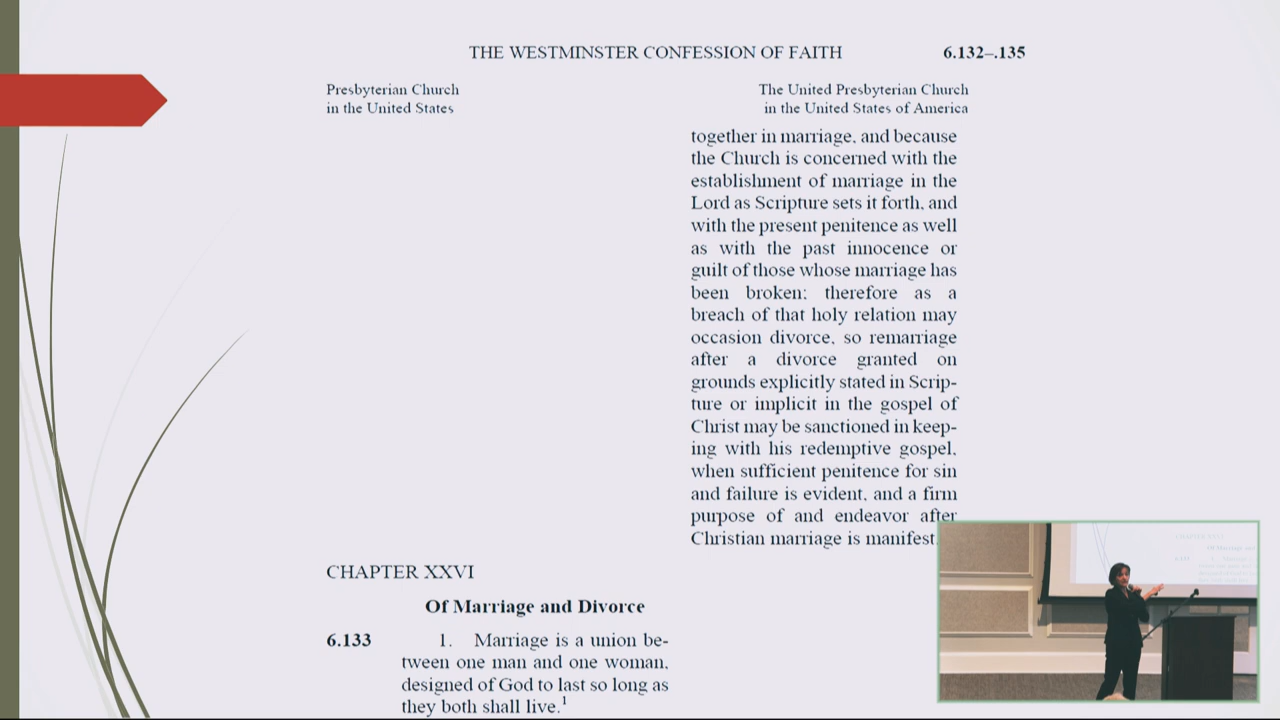 THE WESTMINSTER CONFESSION OF FAITH 6.132–.135
Presbyterian Church
in the United States
The United Presbyterian Church
in the United States of America
together in marriage, and because
the Church is concerned with the
establishment of marriage in the
Lord as Scripture sets it forth, and
with the present penitence as well
as with the past innocence or
guilt of those whose marriage has
been broken; therefore as a
breach of that holy relation may
occasion divorce, so remarriage
after a divorce granted on
grounds explicitly stated in Scrip-
ture or implicit in the gospel of
Christ may be sanctioned in keep-
ing with his redemptive gospel,
when sufficient penitence for sin
and failure is evident, and a firm
purpose of and endeavor after
Christian marriage is manifest
CHAPTER XXVI
Of Marriage and Divorce
6.133 1. Marriage is a union be-
tween one man and one woman,
designed of God to last so long as
they both shall live.1